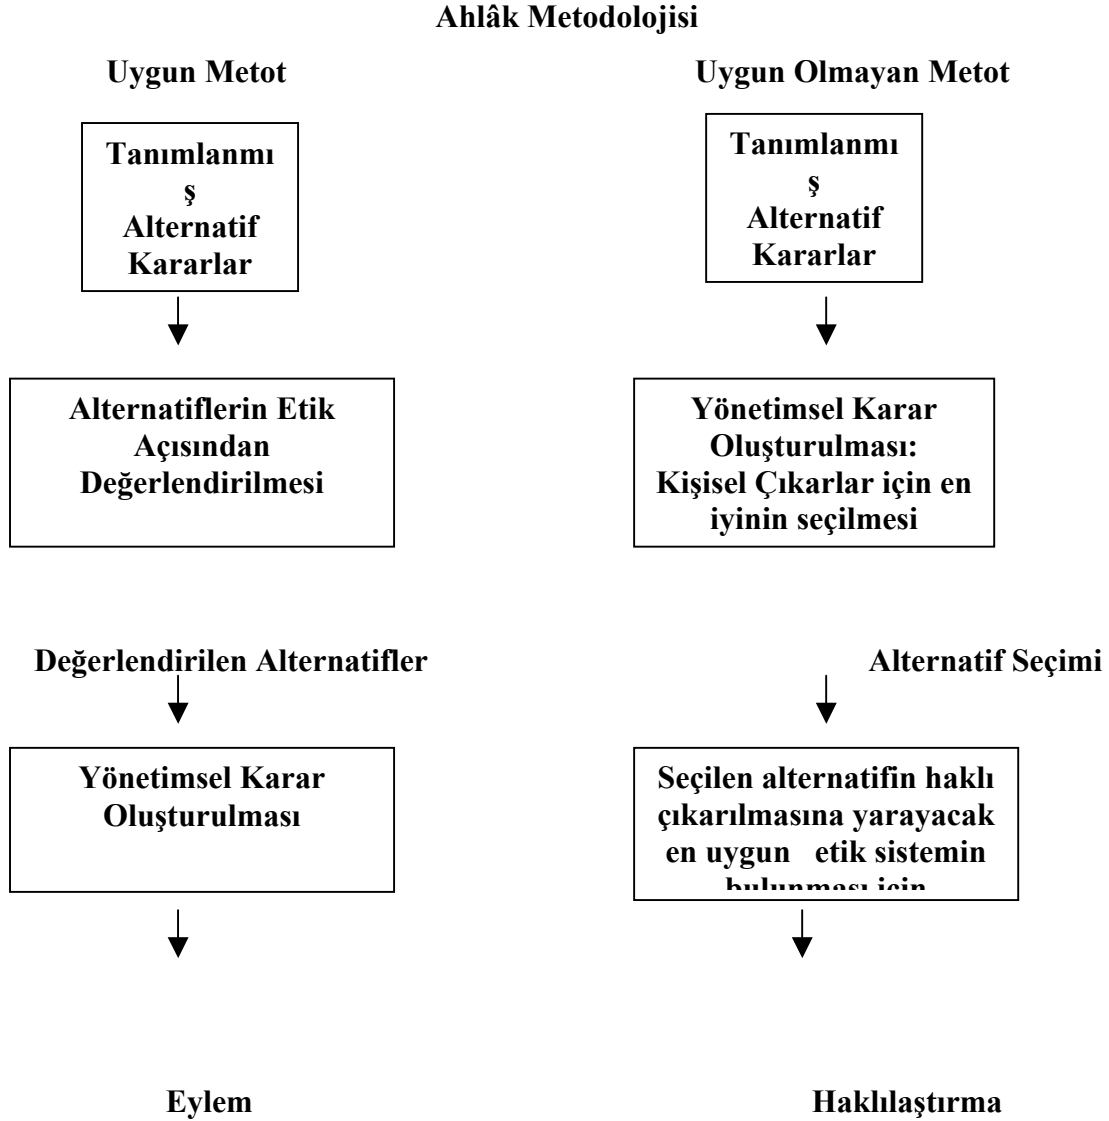 Ahlâk Metodolojisi
Uygun Metot
Uygun Olmayan Metot
Tanımlanmı
ş
Alternatif
Kararlar
Tanımlanmı
ş
Alternatif
Kararlar
Alternatiflerin Etik
Açısından
Değerlendirilmesi
Yönetimsel Karar
Oluşturulması:
Kişisel Çıkarlar için en
iyinin seçilmesi
Değerlendirilen Alternatifler
Alternatif Seçimi
Yönetimsel Karar
Oluşturulması
Seçilen alternatifin haklı
çıkarılmasına yarayacak
en uygun etik sistemin
bulunması için
Eylem
Haklılaştırma